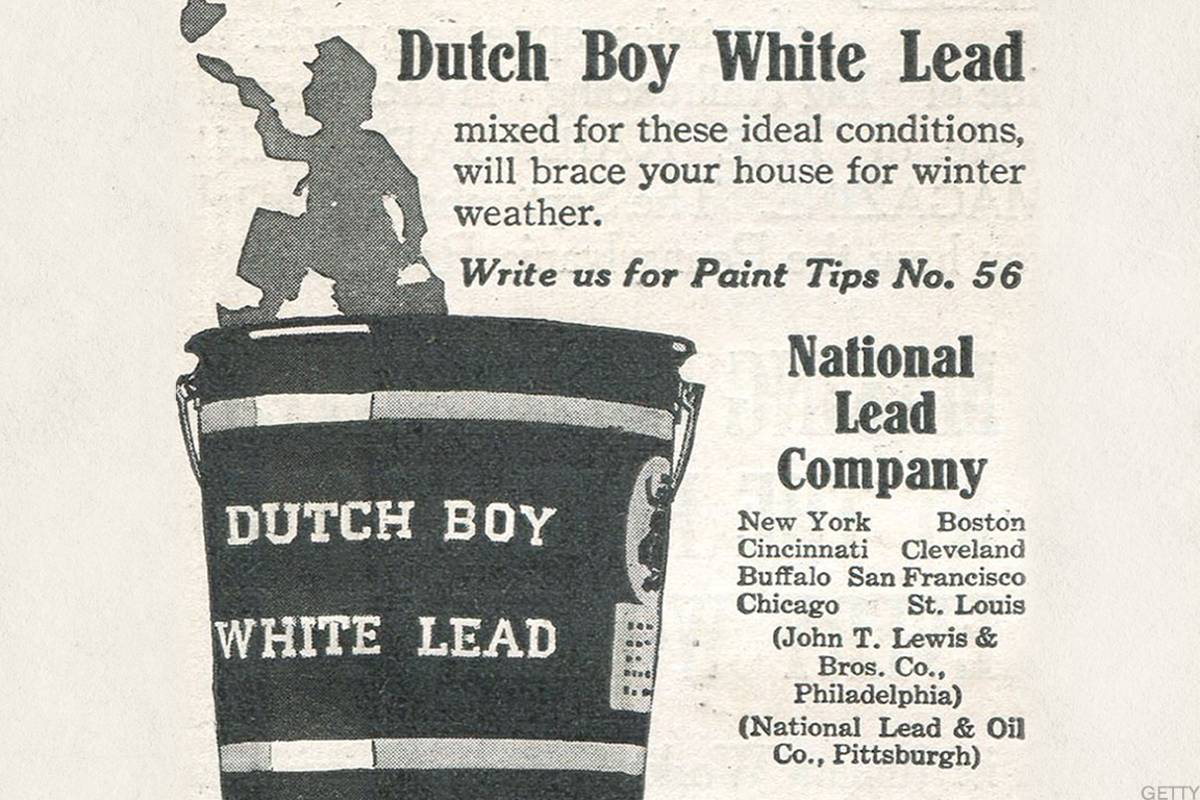 Dutch Boy White Lead
mixed for these ideal conditions,
will brace your house for winter
weather.
Write us for Paint Tips No. 56
DUTCH BOY
WHITE LEAD
National
Lead
Company
New York Boston
Cincinnati Cleveland
Buffalo San Francisco
Chicago St. Louis
(John T. Lewis &
Bros. Co.,
Philadelphia)
(National Lead & Oil
Co., Pittsburgh)
GETTY